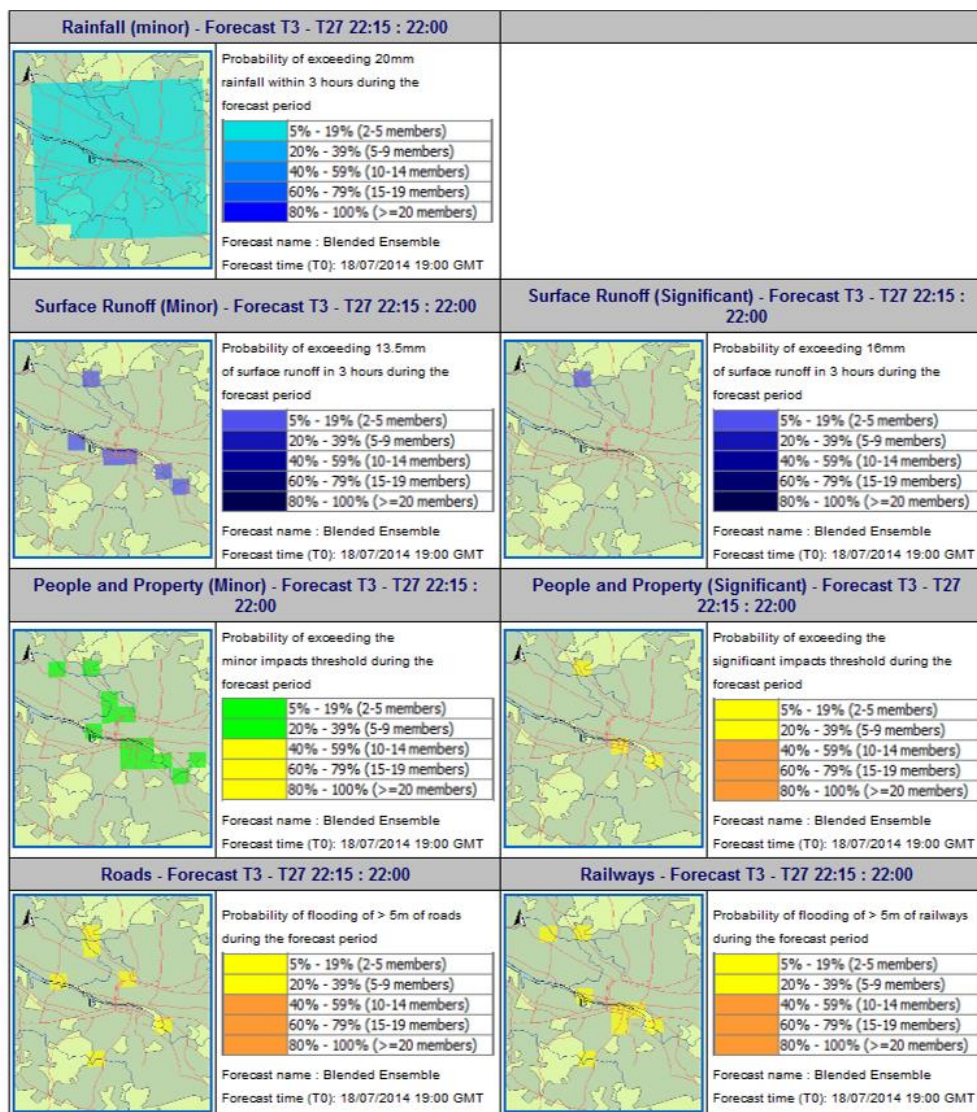 Rainfall (minor) - Forecast T3 - T27 22:15 : 22:00
Probability of exceeding 20mm
rainfall within 3 hours during the
forecast period
5% - 19% (2-5 members)
20% - 39% (5-9 members)
40% - 59% (10-14 members)
60% - 79% (15-19 members)
80% - 100% (>=20 members)
Forecast name : Blended Ensemble
Forecast time (T0): 18/07/2014 19:00 GMT
Surface Runoff (Minor) - Forecast T3 - T27 22:15 : 22:00
Probability of exceeding 13.5mm
of surface runoff in 3 hours during the
forecast period
5% - 19% (2-5 members)
20% - 39% (5-9 members)
40% - 59% (10-14 members)
60% - 79% (15-19 members)
80% - 100% (>=20 members)
Forecast name : Blended Ensemble
Forecast time (T0): 18/07/2014 19:00 GMT
Surface Runoff (Significant) - Forecast T3 - T27 22:15 :
22:00
Probability of exceeding 16mm
of surface runoff in 3 hours during the
forecast period
5% - 19% (2-5 members)
20% - 39% (5-9 members)
40% - 59% (10-14 members)
60% - 79% (15-19 members)
80% - 100% (>=20 members)
Forecast name : Blended Ensemble
Forecast time (T0): 18/07/2014 19:00 GMT
People and Property (Minor) - Forecast T3 - T27 22:15 :
22:00
Probability of exceeding the
minor impacts threshold during the
forecast period
5% - 19% (2-5 members)
20% - 39% (5-9 members)
40% - 59% (10-14 members)
60% - 79% (15-19 members)
80% - 100% (>=20 members)
Forecast name : Blended Ensemble
Forecast time (T0): 18/07/2014 19:00 GMT
People and Property (Significant) - Forecast T3 - T27
22:15 : 22:00
Probability of exceeding the
significant impacts threshold during the
forecast period
5% - 19% (2-5 members)
20% - 39% (5-9 members)
40% - 59% (10-14 members)
60% - 79% (15-19 members)
80% - 100% (>=20 members)
Forecast name : Blended Ensemble
Forecast time (T0): 18/07/2014 19:00 GMT
Roads - Forecast T3 - T27 22:15 : 22:00
Probability of flooding of > 5m of roads
during the forecast period
5% - 19% (2-5 members)
20% - 39% (5-9 members)
40% - 59% (10-14 members)
60% - 79% (15-19 members)
80% - 100% (>=20 members)
Forecast name : Blended Ensemble
Forecast time (T0): 18/07/2014 19:00 GMT
Railways - Forecast T3 - T27 22:15 : 22:00
Probability of flooding of > 5m of railways
during the forecast period
5% - 19% (2-5 members)
20% - 39% (5-9 members)
40% - 59% (10-14 members)
60% - 79% (15-19 members)
80% - 100% (>=20 members)
Forecast name : Blended Ensemble
Forecast time (T0): 18/07/2014 19:00 GMT